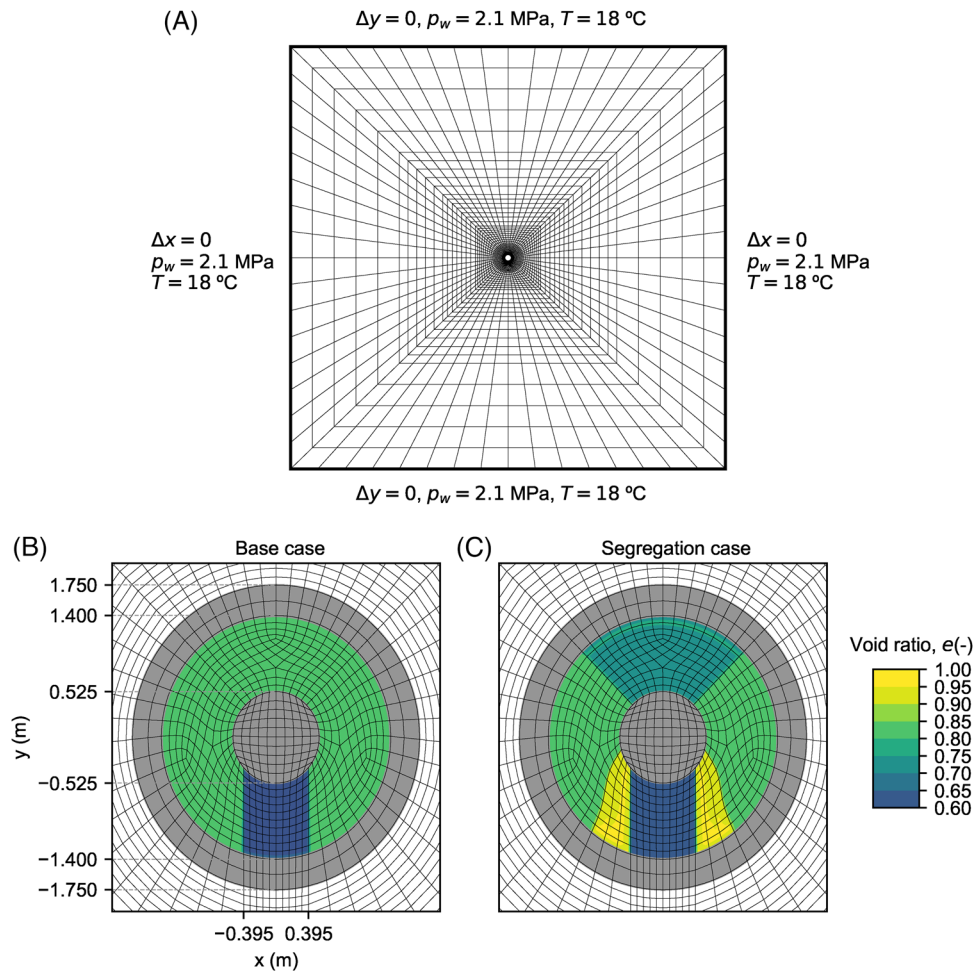 (A)
Δy = 0, p_w = 2.1 MPa, T = 18 ºC
Δx = 0
p_w = 2.1 MPa
T = 18 ºC
Δx = 0
p_w = 2.1 MPa
T = 18 ºC
Δy = 0, p_w = 2.1 MPa, T = 18 ºC
(B)
Base case
1.750
1.400
0.525
−0.525
−1.400
−1.750
y (m)
−0.395 0.395
x (m)
(C)
Segregation case
Void ratio, e(-)
1.00
0.95
0.90
0.85
0.80
0.75
0.70
0.65
0.60